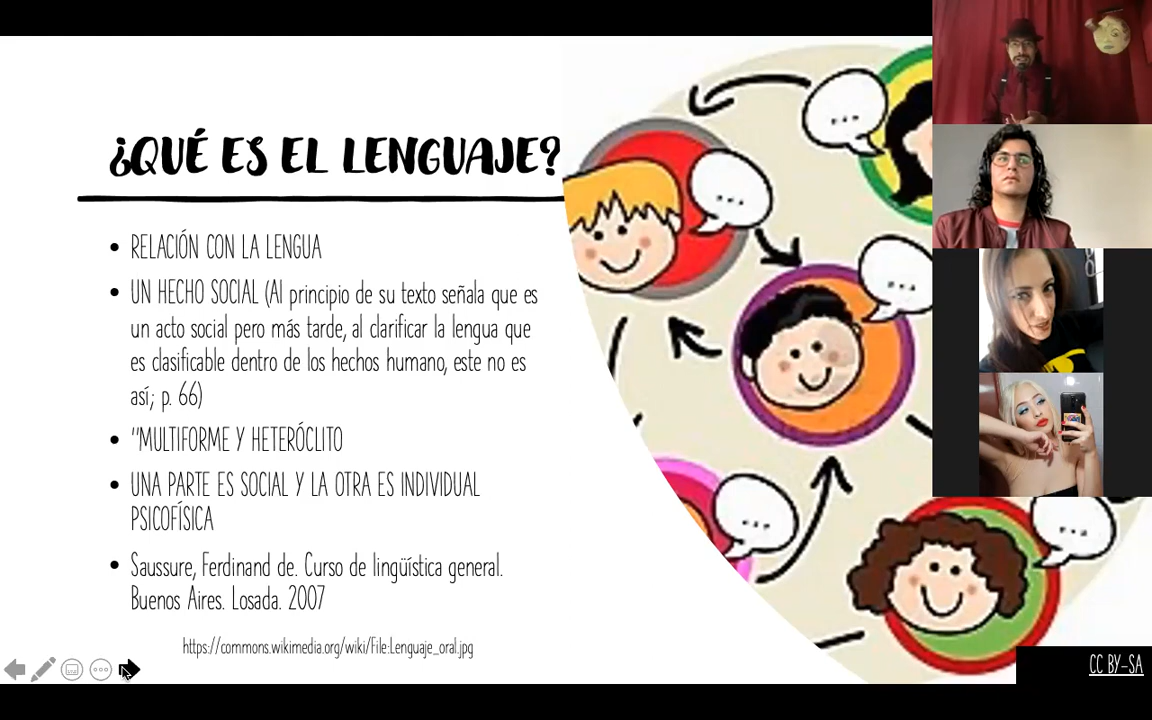 ¿QUÉ ES EL LENGUAJE?
• RELACIÓN CON LA LENGUA
• UN HECHO SOCIAL (Al principio de su texto señala que es
un acto social pero más tarde, al clarificar la lengua que
es clasificable dentro de los hechos humano, este no es
así; p. 66)
• “MULTIFORME Y HETERÓCLITO
• UNA PARTE ES SOCIAL Y LA OTRA ES INDIVIDUAL
PSICOFÍSICA
• Saussure, Ferdinand de. Curso de lingüística general.
Buenos Aires. Losada. 2007
https://commons.wikimedia.org/wiki/File:Lenguaje_oral.jpg
CC BY-SA